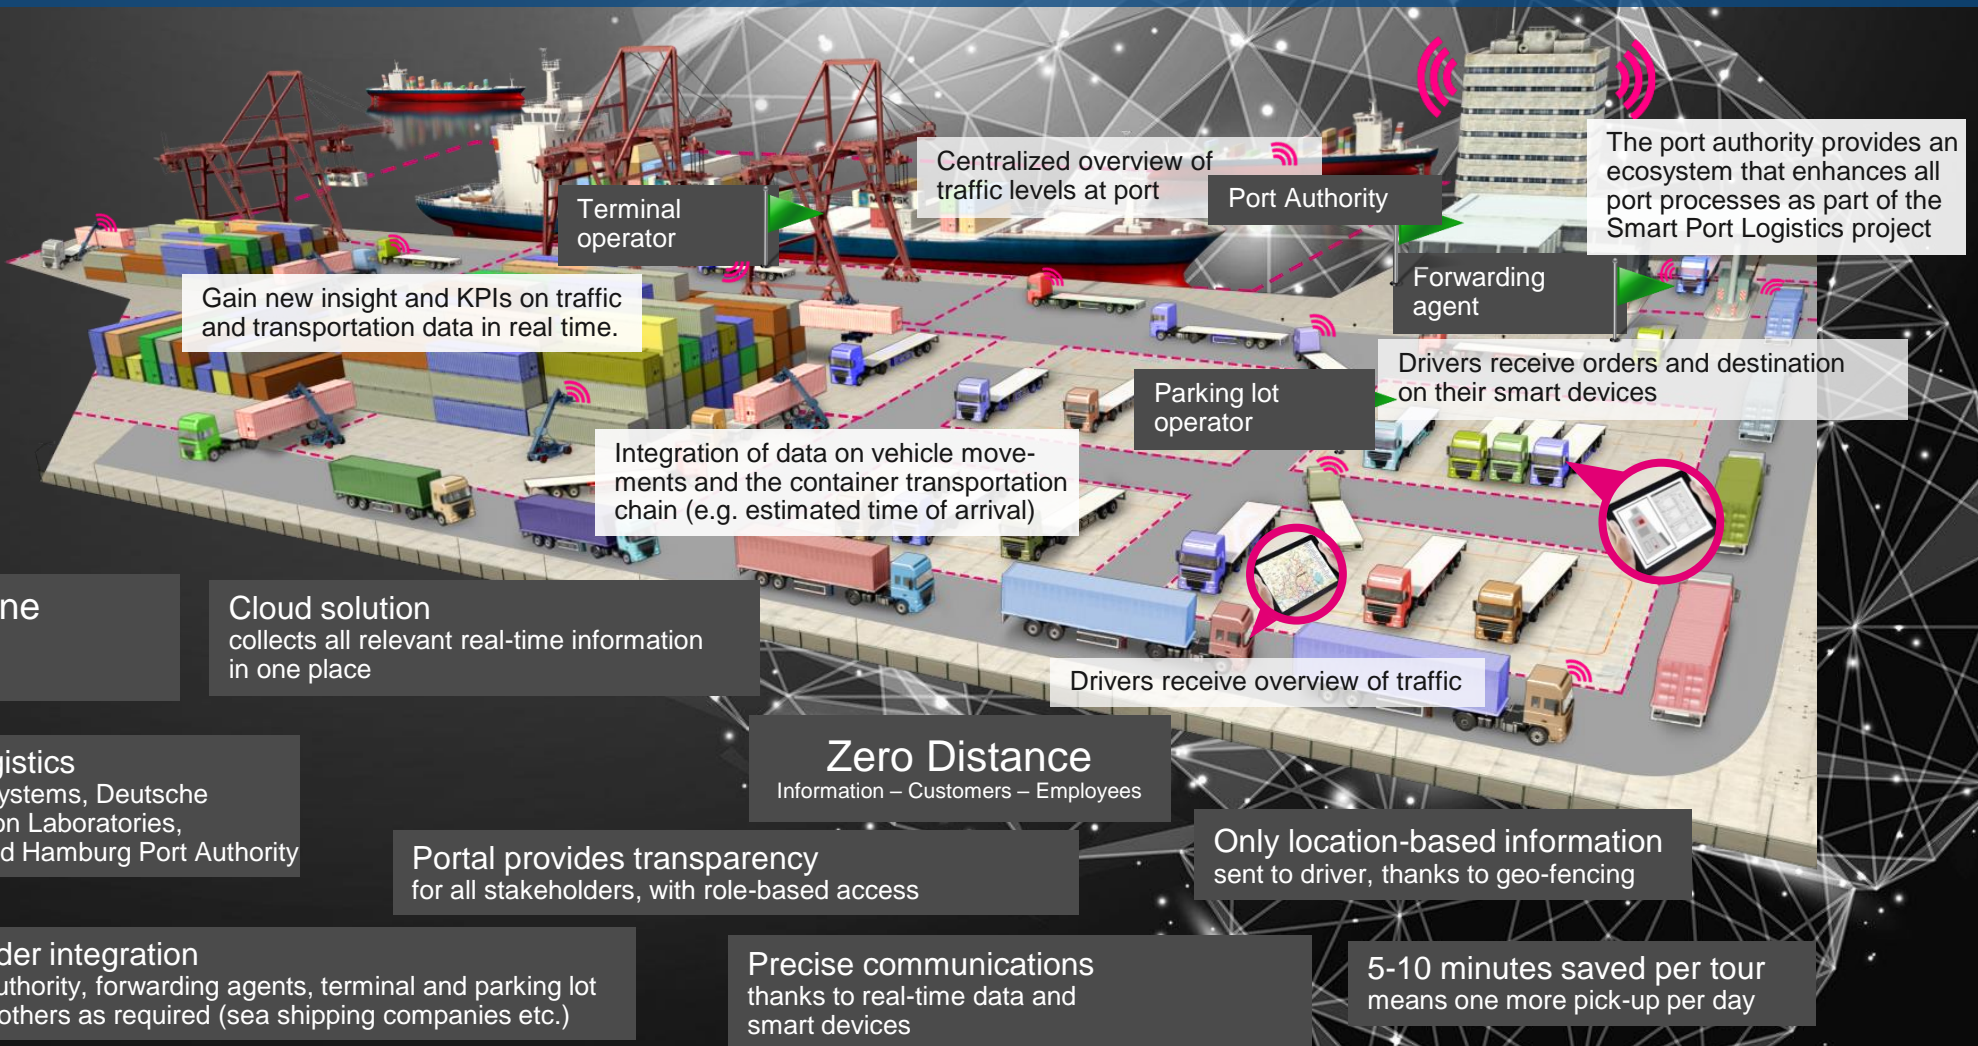 Centralized overview of
traffic levels at port
Port Authority
The port authority provides an
ecosystem that enhances all
port processes as part of the
Smart Port Logistics project
Terminal
operator
Forwarding
agent
Gain new insight and KPIs on traffic
and transportation data in real time.
Drivers receive orders and destination
on their smart devices
Parking lot
operator
Integration of data on vehicle move-
ments and the container transportation
chain (e.g. estimated time of arrival)
ne
Cloud solution
collects all relevant real-time information
in one place
Drivers receive overview of traffic
gistics
ystems, Deutsche
on Laboratories,
d Hamburg Port Authority
Zero Distance
Information – Customers – Employees
Portal provides transparency
for all stakeholders, with role-based access
Only location-based information
sent to driver, thanks to geo-fencing
der integration
uthority, forwarding agents, terminal and parking lot
others as required (sea shipping companies etc.)
Precise communications
thanks to real-time data and
smart devices
5-10 minutes saved per tour
means one more pick-up per day